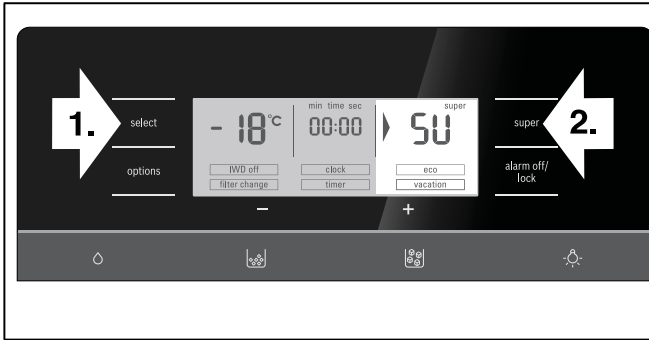 1.
select
options
- 18 °C
IWD off
filter change
min time sec
00:00
clock
timer
super
SU
eco
vacation
super
2.
alarm off/
lock
−
+